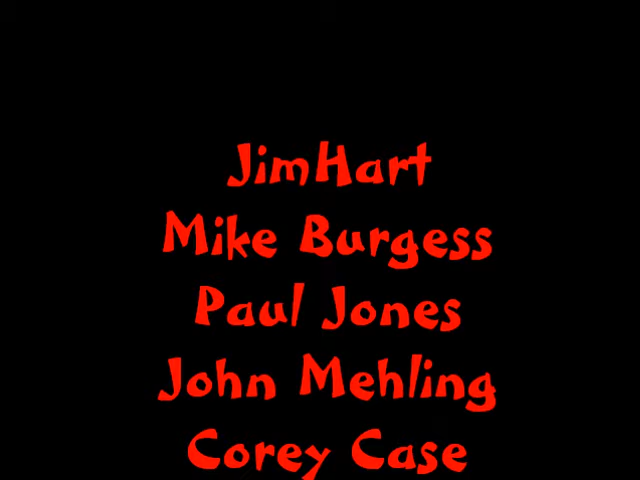 JimHart
Mike Burgess
Paul Jones
John Mehling
Corey Case